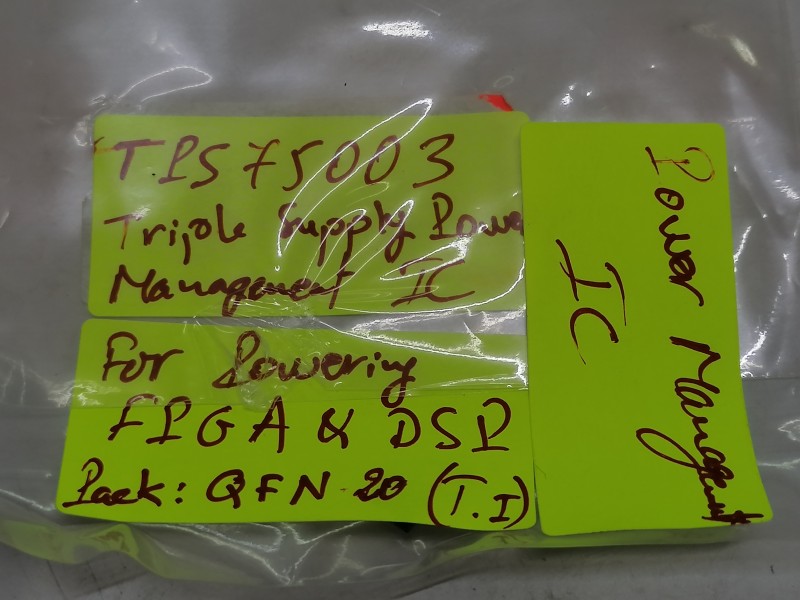 TPS75003
Triple Supply Power
Management IC
For Powering
FPGA & DSP
Pack: QFN-20 (T.I)
Power Management
IC